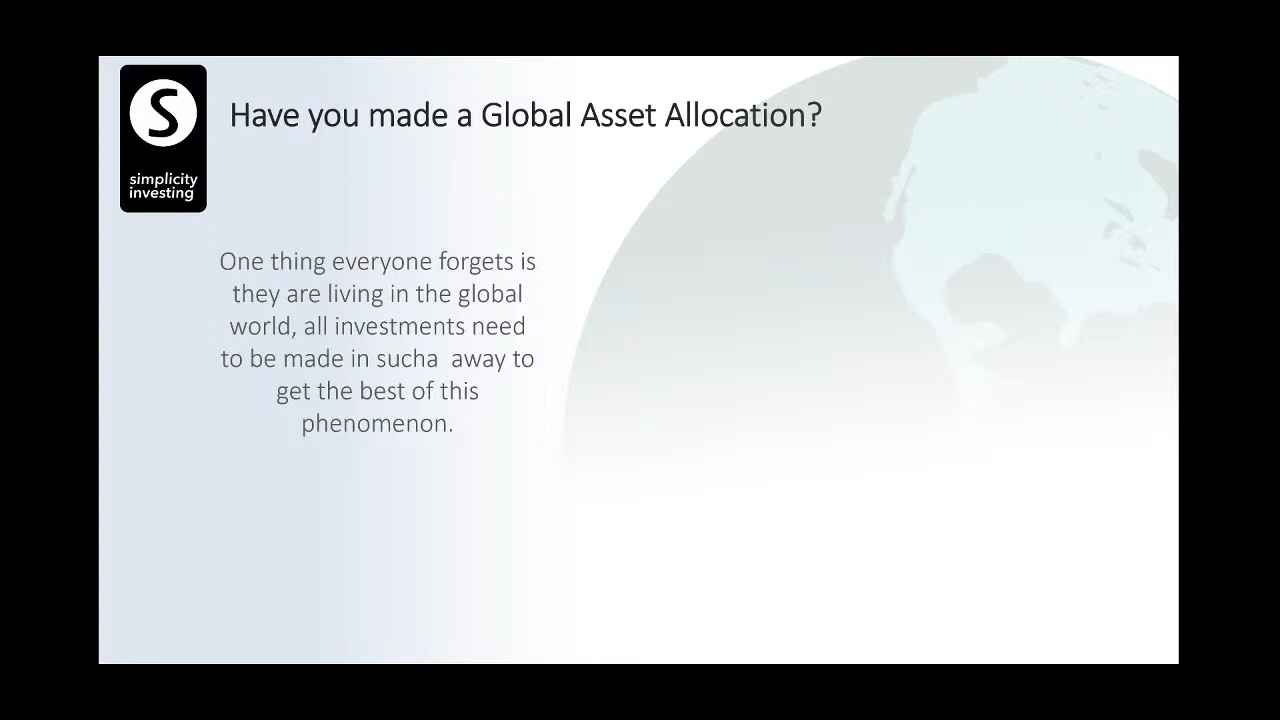 S
simplicity
investing
Have you made a Global Asset Allocation?
One thing everyone forgets is
they are living in the global
world, all investments need
to be made in sucha  away to
get the best of this
phenomenon.